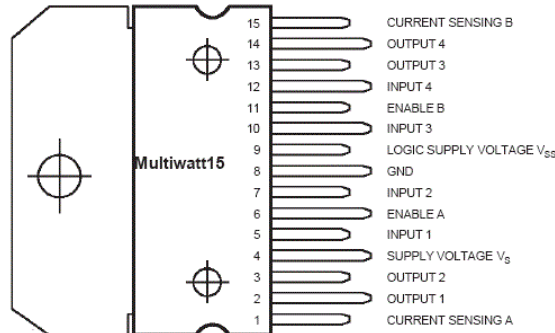 15 CURRENT SENSING B
14 OUTPUT 4
13 OUTPUT 3
12 INPUT 4
11 ENABLE B
10 INPUT 3
9 LOGIC SUPPLY VOLTAGE VSS
Multiwatt15
8 GND
7 INPUT 2
6 ENABLE A
5 INPUT 1
4 SUPPLY VOLTAGE VS
3 OUTPUT 2
2 OUTPUT 1
1 CURRENT SENSING A